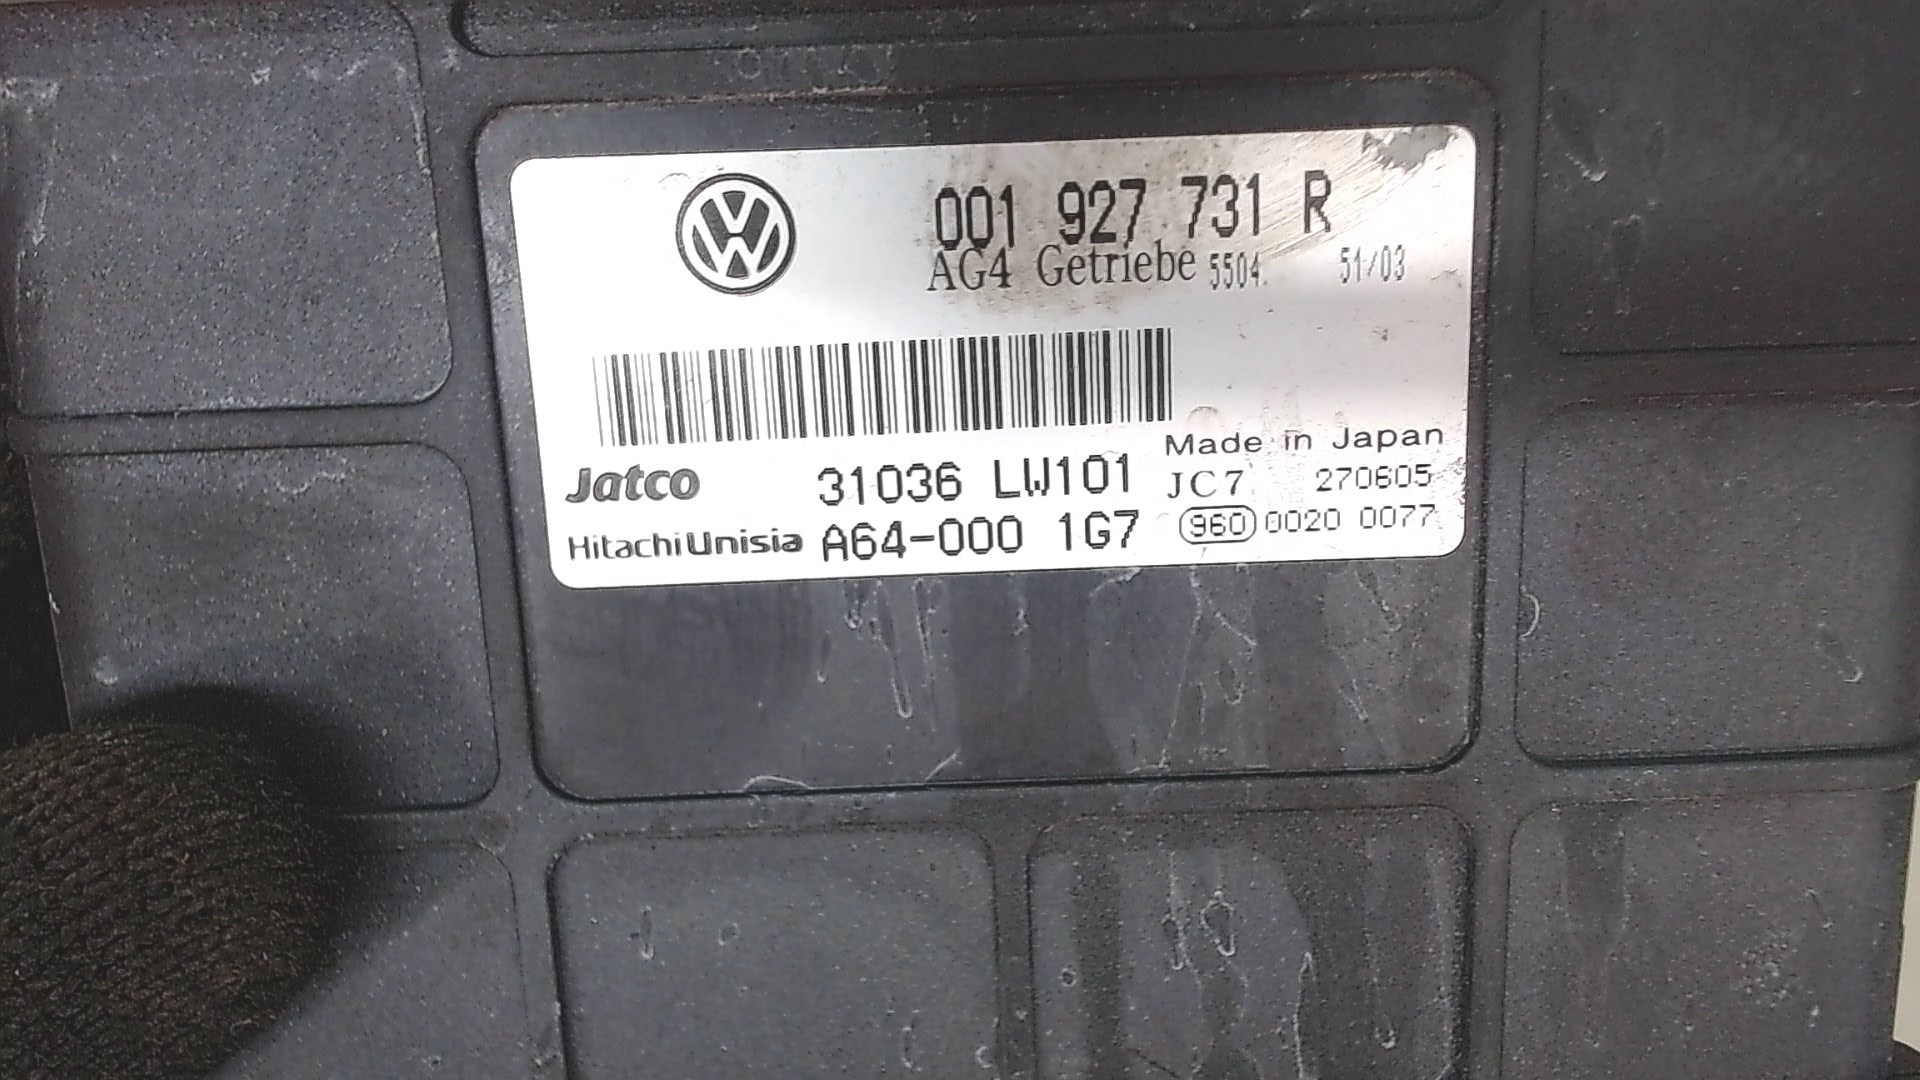 001 927 731 R
AG4 Getriebe 5504 51/03
Made in Japan
Jatco 31036 LW101 JC7 270605
HitachiUnisia A64-000 1G7 960 0020 0077